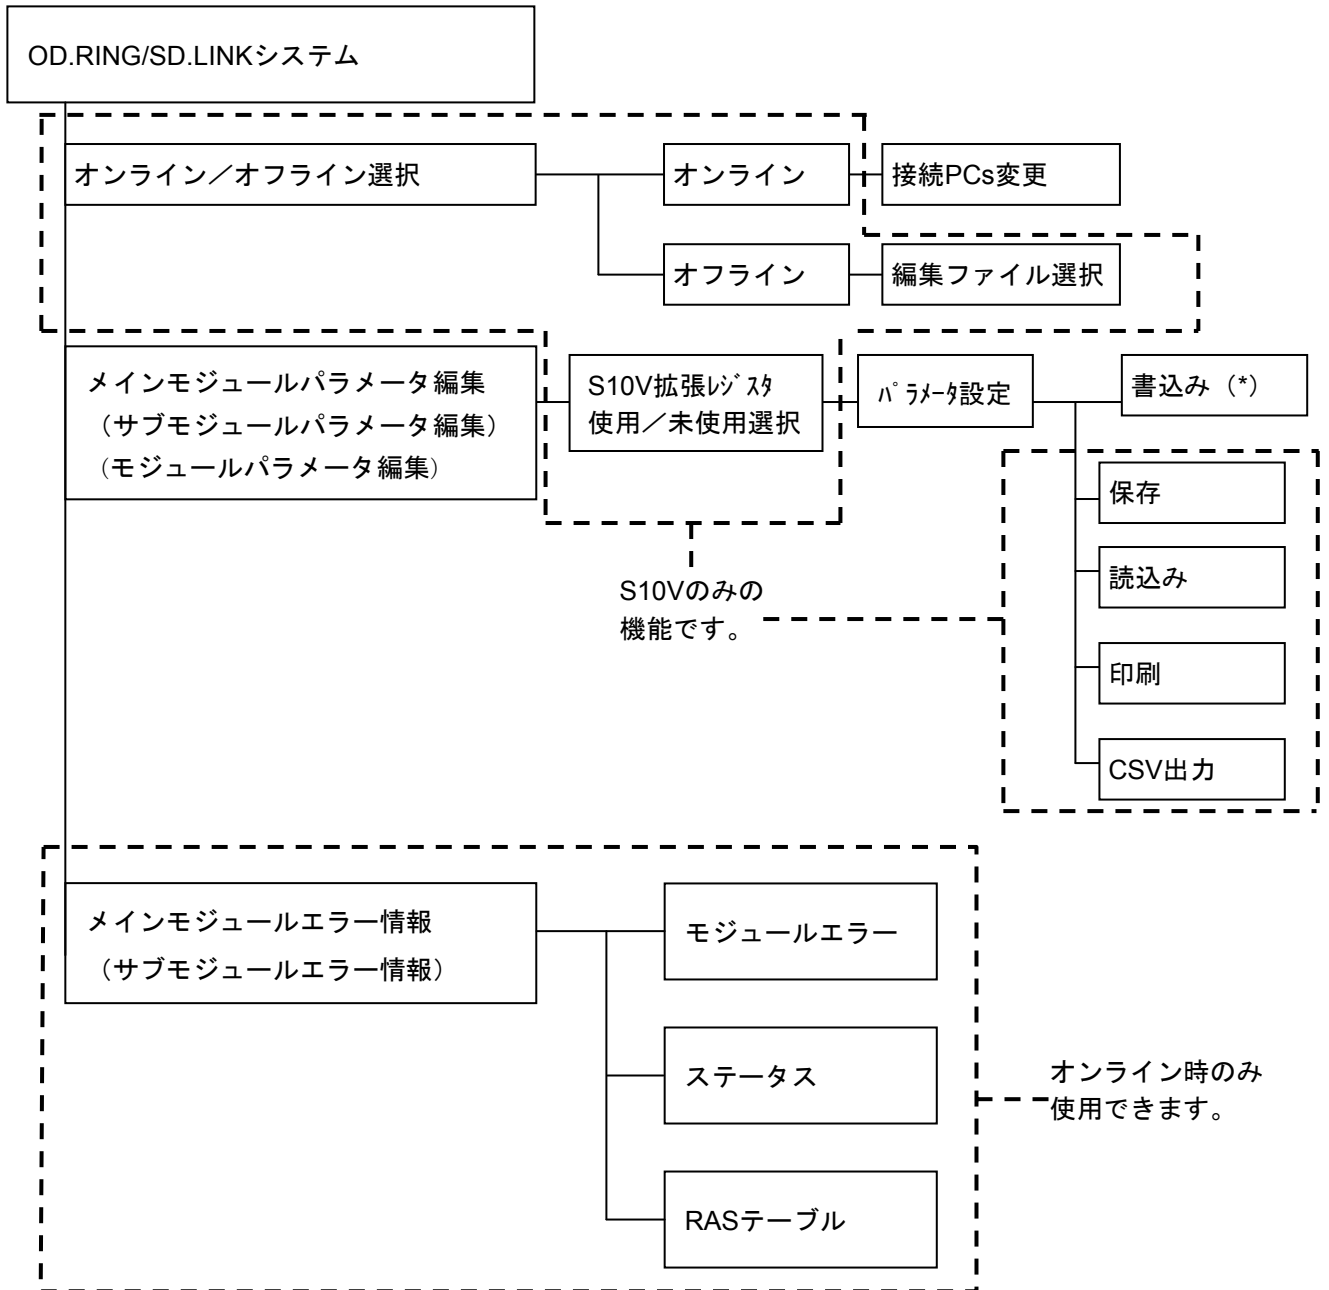 OD.RING/SD.LINKシステム
オンライン／オフライン選択
オンライン
接続PCs変更
オフライン
編集ファイル選択
メインモジュールパラメータ編集
（サブモジュールパラメータ編集）
（モジュールパラメータ編集）
S10V拡張ﾚｼﾞｽﾀ
使用／未使用選択
ﾊﾟﾗﾒｰﾀ設定
書込み（*）
保存
読込み
印刷
CSV出力
S10Vのみの
機能です。
メインモジュールエラー情報
（サブモジュールエラー情報）
モジュールエラー
ステータス
RASテーブル
オンライン時のみ
使用できます。